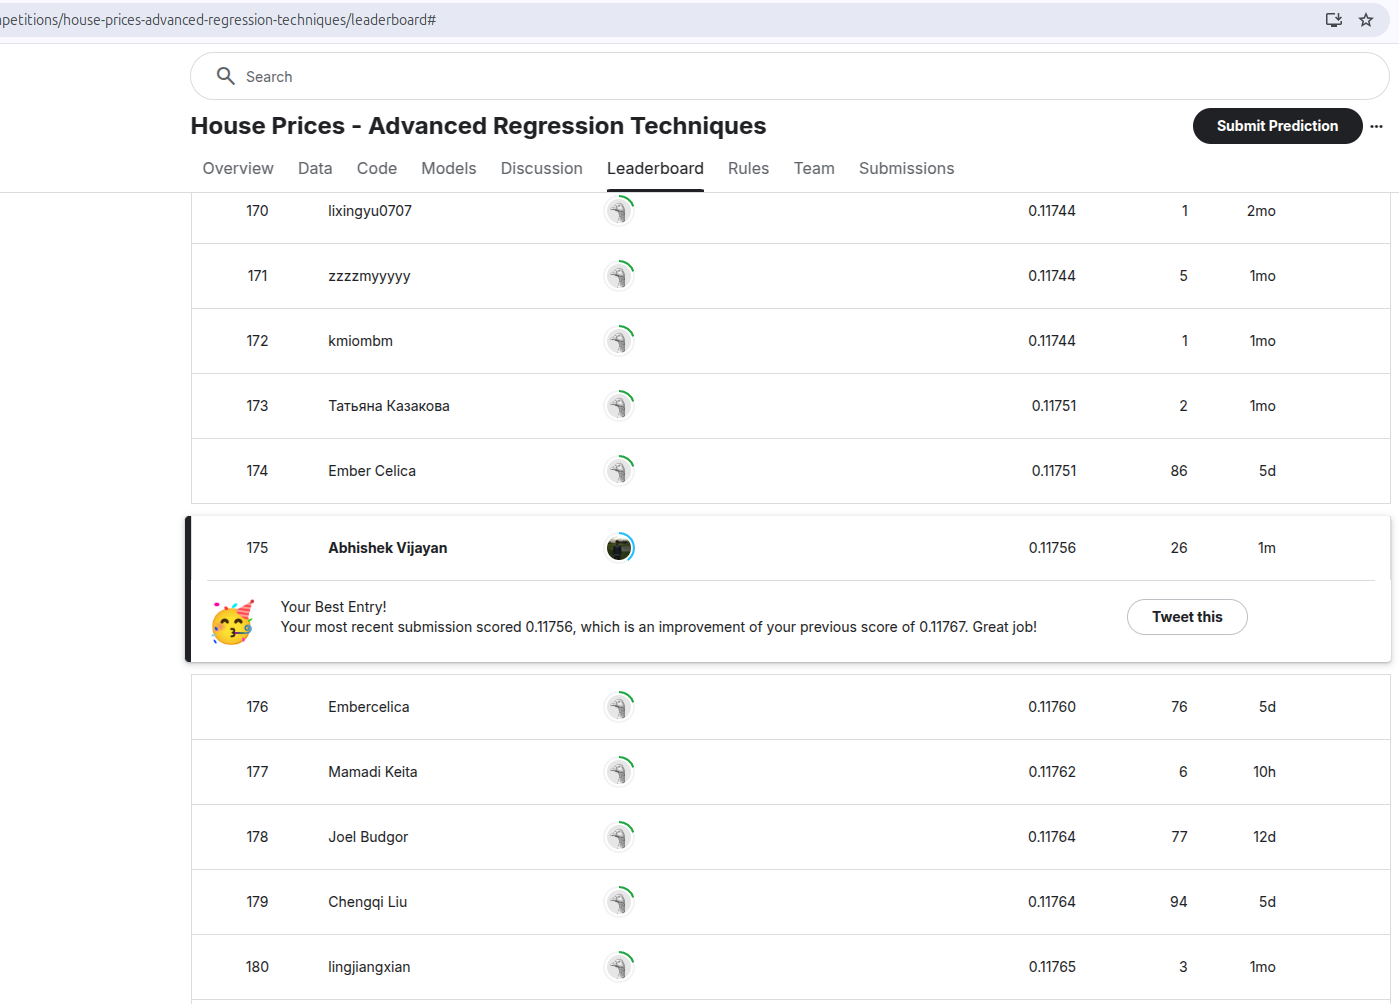 petitions/house-prices-advanced-regression-techniques/leaderboard#
Search
House Prices - Advanced Regression Techniques
Submit Prediction
Overview Data Code Models Discussion Leaderboard Rules Team Submissions
170 lixingyu0707 0.11744 1 2mo
171 zzzzmyyyyy 0.11744 5 1mo
172 kmiombm 0.11744 1 1mo
173 Татьяна Казакова 0.11751 2 1mo
174 Ember Celica 0.11751 86 5d
175 Abhishek Vijayan 0.11756 26 1m
Your Best Entry!
Your most recent submission scored 0.11756, which is an improvement of your previous score of 0.11767. Great job!
Tweet this
176 Embercelica 0.11760 76 5d
177 Mamadi Keita 0.11762 6 10h
178 Joel Budgor 0.11764 77 12d
179 Chengqi Liu 0.11764 94 5d
180 lingjiangxian 0.11765 3 1mo